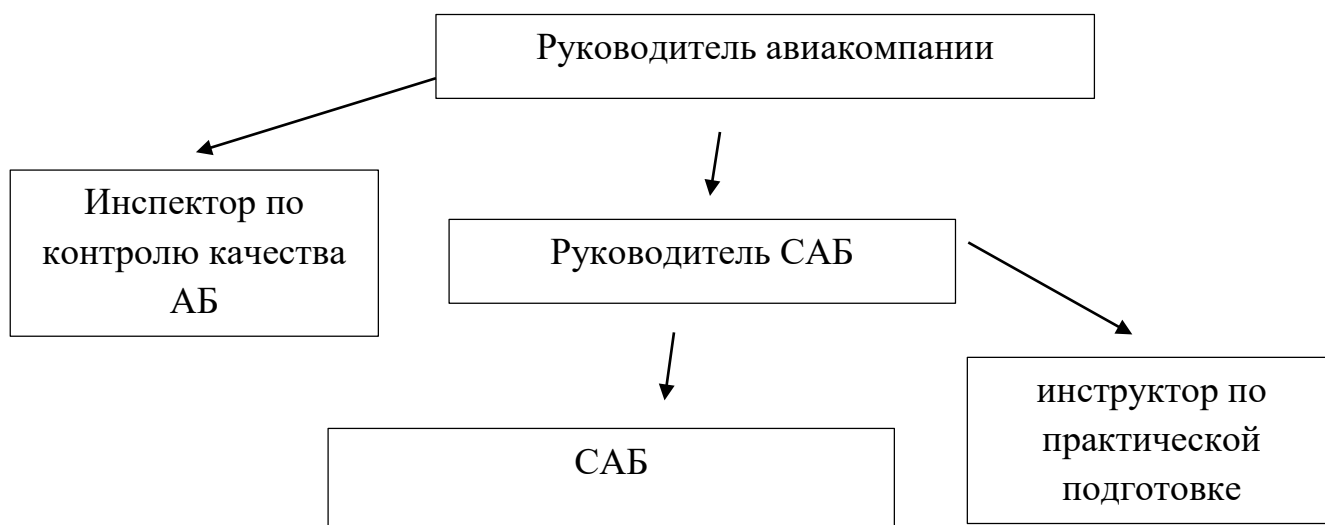 Руководитель авиакомпании
Инспектор по
контролю качества
АБ
Руководитель САБ
САБ
инструктор по
практической
подготовке